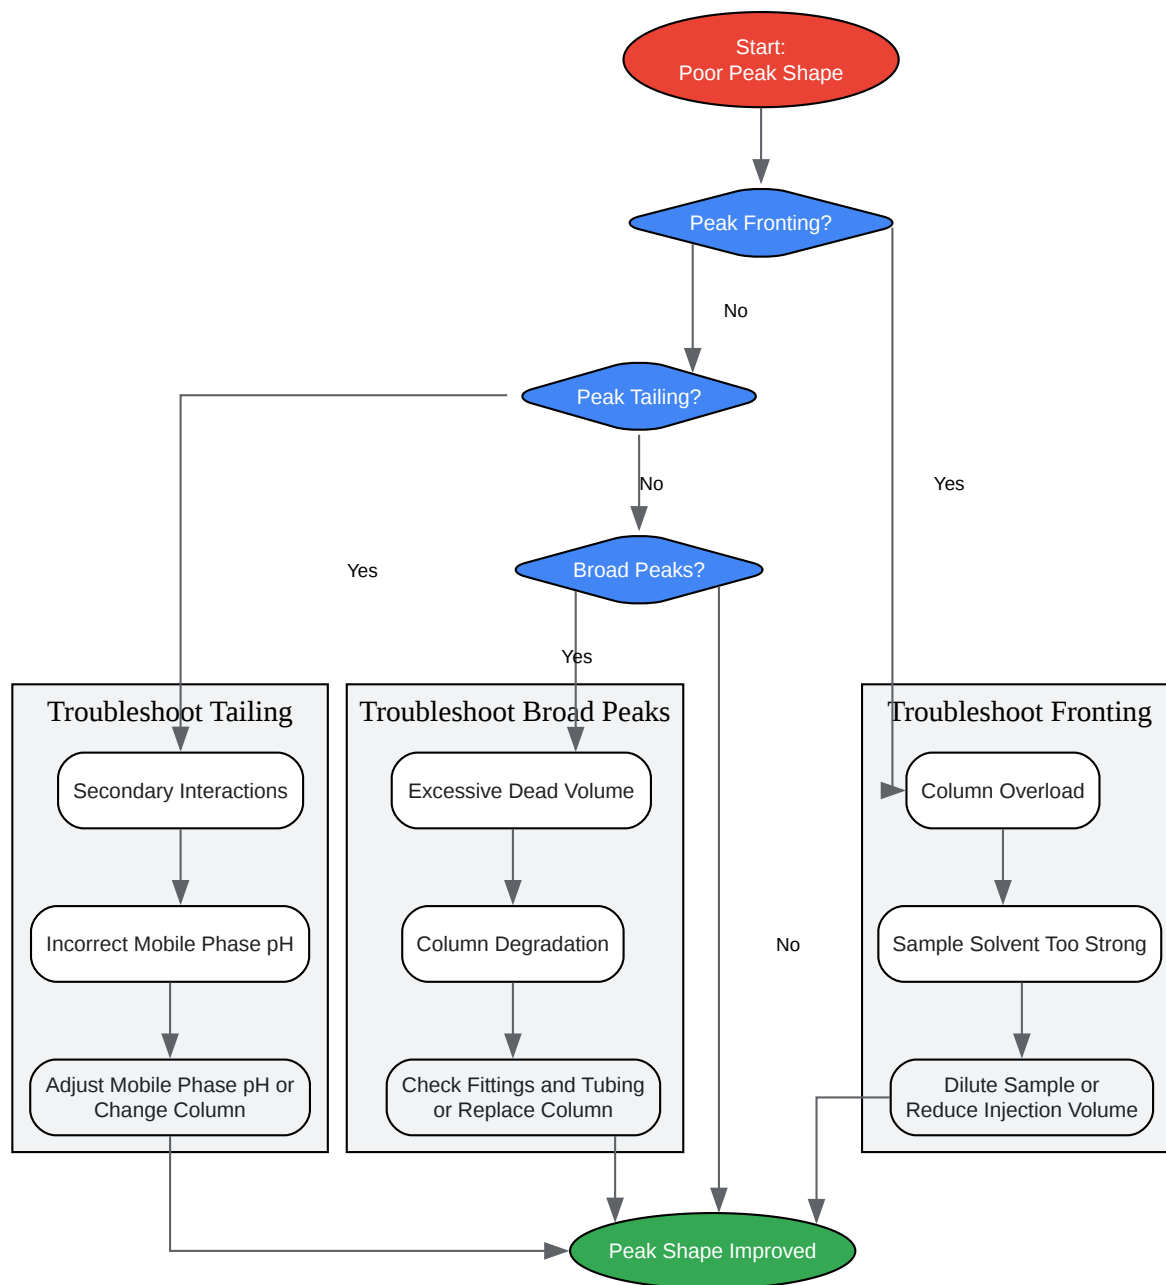 Start:
Poor Peak Shape
Peak Fronting?
No
Peak Tailing?
No
Yes
Broad Peaks?
Yes
Yes
Troubleshoot Tailing
Troubleshoot Broad Peaks
Troubleshoot Fronting
Secondary Interactions
Excessive Dead Volume
Column Overload
Incorrect Mobile Phase pH
Column Degradation
No
Sample Solvent Too Strong
Adjust Mobile Phase pH or
Change Column
Check Fittings and Tubing
or Replace Column
Dilute Sample or
Reduce Injection Volume
Peak Shape Improved